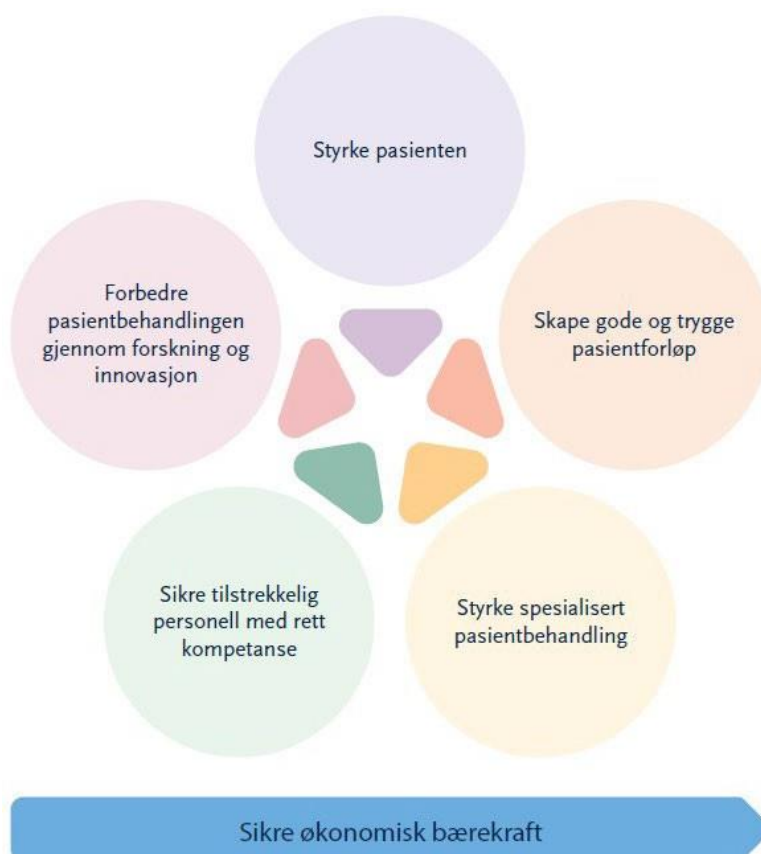 Styrke pasienten
Forbedre
pasientbehandlingen
gjennom forskning og
innovasjon
Skape gode og trygge
pasientforløp
Sikre tilstrekkelig
personell med rett
kompetanse
Styrke spesialisert
pasientbehandling
Sikre økonomisk bærekraft